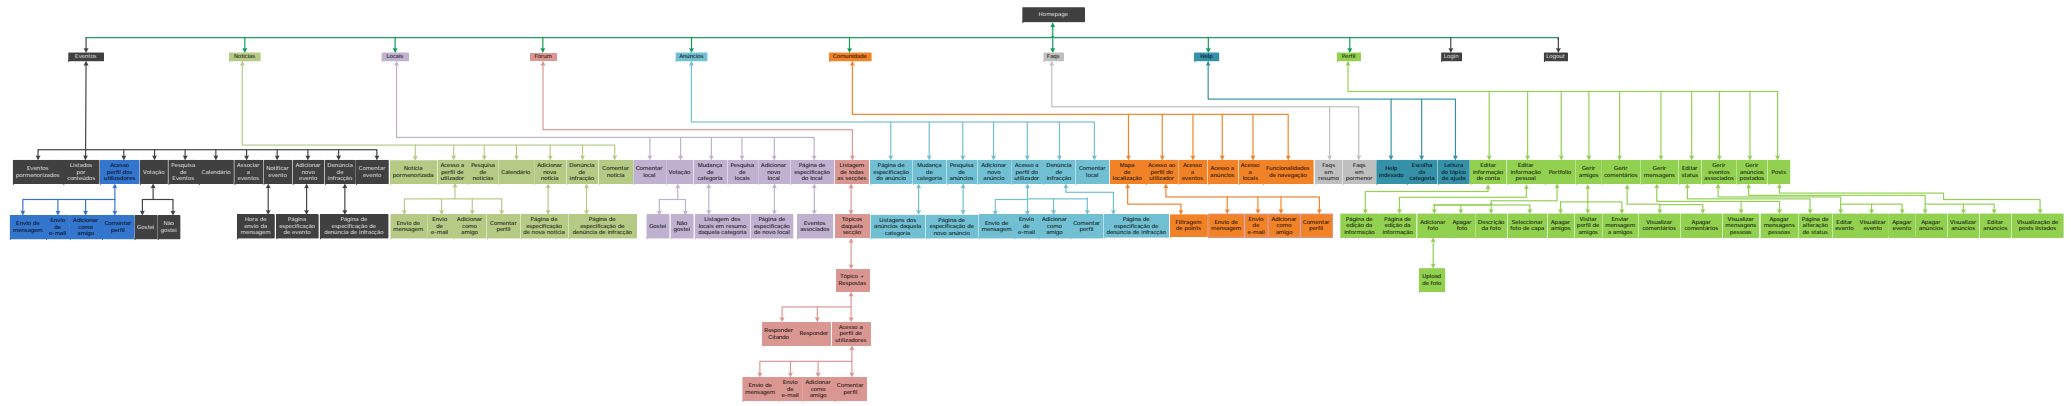 Homepage
Eventos
Notícias
Locais
Fórum
Anúncios
Comunidade
Faqs
Help
Perfil
Login
Logout
Eventos
pormenorizados
Listados
por
conteúdos
Acesso
perfil dos
utilizadores
Votação
Pesquisa
de
Eventos
Calendário
Associar
a
eventos
Notificar
evento
Adicionar
novo
evento
Denúncia
de
infracção
Comentar
evento
Notícia
pormenorizada
Acesso a
perfil de
utilizador
Pesquisa
de
notícias
Calendário
Adicionar
nova
notícia
Denúncia
de
infracção
Comentar
notícia
Comentar
local
Votação
Mudança
de
categoria
Pesquisa
de
locais
Adicionar
novo
local
Página de
especificação
do local
Listagem
de todas
as secções
Página de
especificação
do anúncio
Mudança
de
categoria
Pesquisa
de
anúncios
Adicionar
novo
anúncio
Acesso a
perfil de
utilizador
Denúncia
de
infracção
Comentar
local
Mapa
de
localização
Acesso ao
perfil do
utilizador
Acesso
a
eventos
Acesso a
anúncios
Acesso
a
locais
Funcionalidades
de navegação
Faqs
em
resumo
Faqs
em
pormenor
Help
indexado
Escolha
da
categoria
Leitura
do tópico
de ajuda
Editar
informação
de conta
Editar
informação
pessoal
Portfólio
Gerir
amigos
Gerir
comentários
Gerir
mensagens
Editar
status
Gerir
eventos
associados
Gerir
anúncios
postados
Posts
Envio de
mensagem
Envio
de
e-mail
Adicionar
como
amigo
Comentar
perfil
Gostei
Não
gostei
Hora de
envio da
mensagem
Página
especificação
de evento
Página de
especificação de
denúncia de infracção
Envio de
mensagem
Envio
de
e-mail
Adicionar
como
amigo
Comentar
perfil
Página de
especificação
de nova notícia
Página de
especificação de
denúncia de infracção
Gostei
Não
gostei
Listagem dos
locais em resumo
daquela categoria
Página de
especificação
de novo local
Eventos
associados
Tópicos
daquela
secção
Listagens dos
anúncios daquela
categoria
Página de
especificação de
novo anúncio
Envio de
mensagem
Envio
de
e-mail
Adicionar
como
amigo
Comentar
perfil
Página de
especificação de
denúncia de infracção
Filtragem
de points
Envio de
mensagem
Envio
de
e-mail
Adicionar
como
amigo
Comentar
perfil
Página de
edição da
informação
Página de
edição da
informação
Adicionar
foto
Apagar
foto
Descrição
da foto
Seleccionar
foto de capa
Apagar
amigos
Visitar
perfil de
amigos
Enviar
mensagem
a amigos
Visualizar
comentários
Apagar
comentários
Visualizar
mensagens
pessoas
Apagar
mensagens
pessoas
Página de
alteração
de status
Editar
evento
Visualizar
evento
Apagar
evento
Apagar
anúncios
Visualizar
anúncios
Editar
anúncios
Visualização de
posts listados
Tópico +
Respostas
Upload
de foto
Responder
Citando
Responder
Acesso a
perfil de
utilizadores
Envio de
mensagem
Envio
de
e-mail
Adicionar
como
amigo
Comentar
perfil